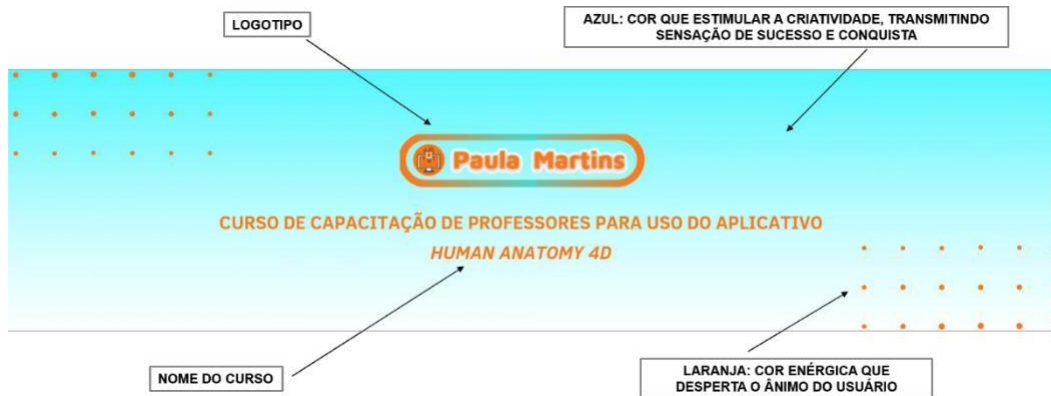 LOGOTIPO
AZUL: COR QUE ESTIMULAR A CRIATIVIDADE, TRANSMITINDO
SENSAÇÃO DE SUCESSO E CONQUISTA
Paula Martins
CURSO DE CAPACITAÇÃO DE PROFESSORES PARA USO DO APLICATIVO
HUMAN ANATOMY 4D
NOME DO CURSO
LARANJA: COR ENÉRGICA QUE
DESPERTA O ÂNIMO DO USUÁRIO